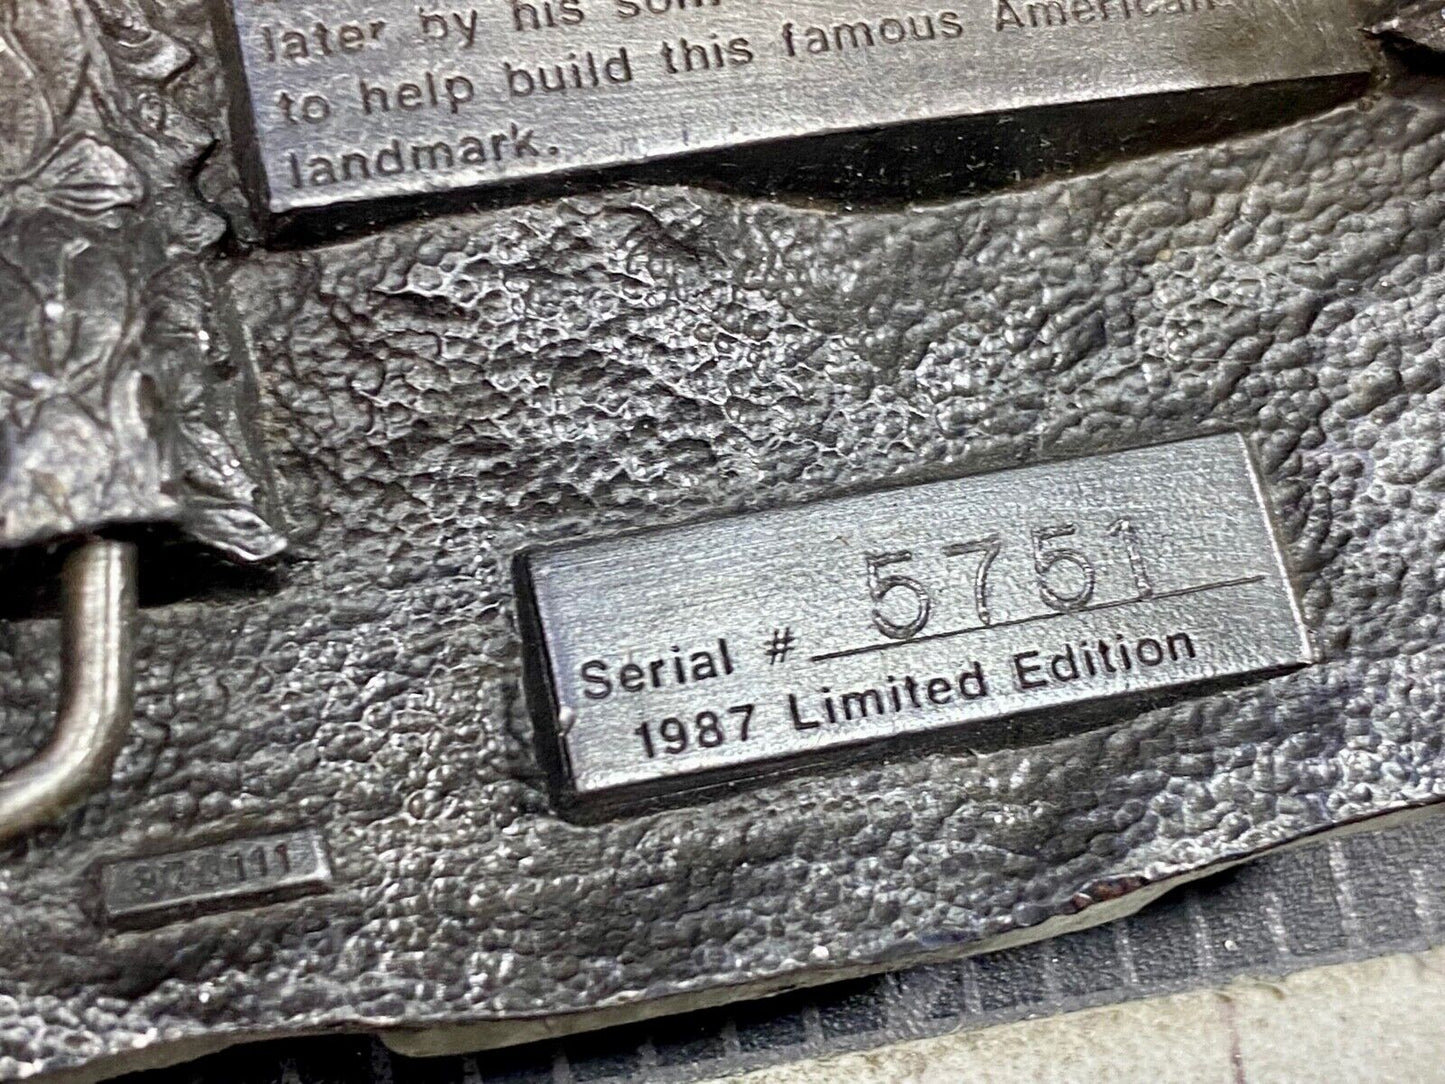 later by his son,
to help build this famous American
landmark.
Serial # 5751
1987 Limited Edition